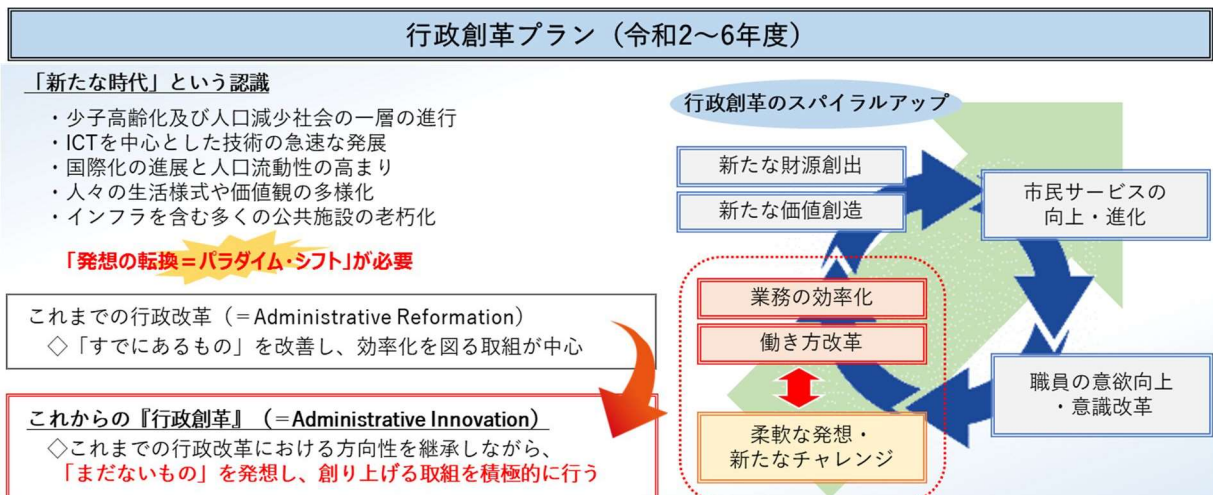 行政創革プラン（令和2～6年度）
「新たな時代」という認識
・少子高齢化及び人口減少社会の一層の進行
・ICTを中心とした技術の急速な発展
・国際化の進展と人口流動性の高まり
・人々の生活様式や価値観の多様化
・インフラを含む多くの公共施設の老朽化
「発想の転換＝パラダイム・シフト」が必要
これまでの行政改革（＝Administrative Reformation）
◇「すでにあるもの」を改善し、効率化を図る取組が中心
これからの『行政創革』（＝Administrative Innovation）
◇これまでの行政改革における方向性を継承しながら、
「まだないもの」を発想し、創り上げる取組を積極的に行う
行政創革のスパイラルアップ
新たな財源創出
新たな価値創造
市民サービスの
向上・進化
業務の効率化
働き方改革
職員の意欲向上
・意識改革
柔軟な発想・
新たなチャレンジ